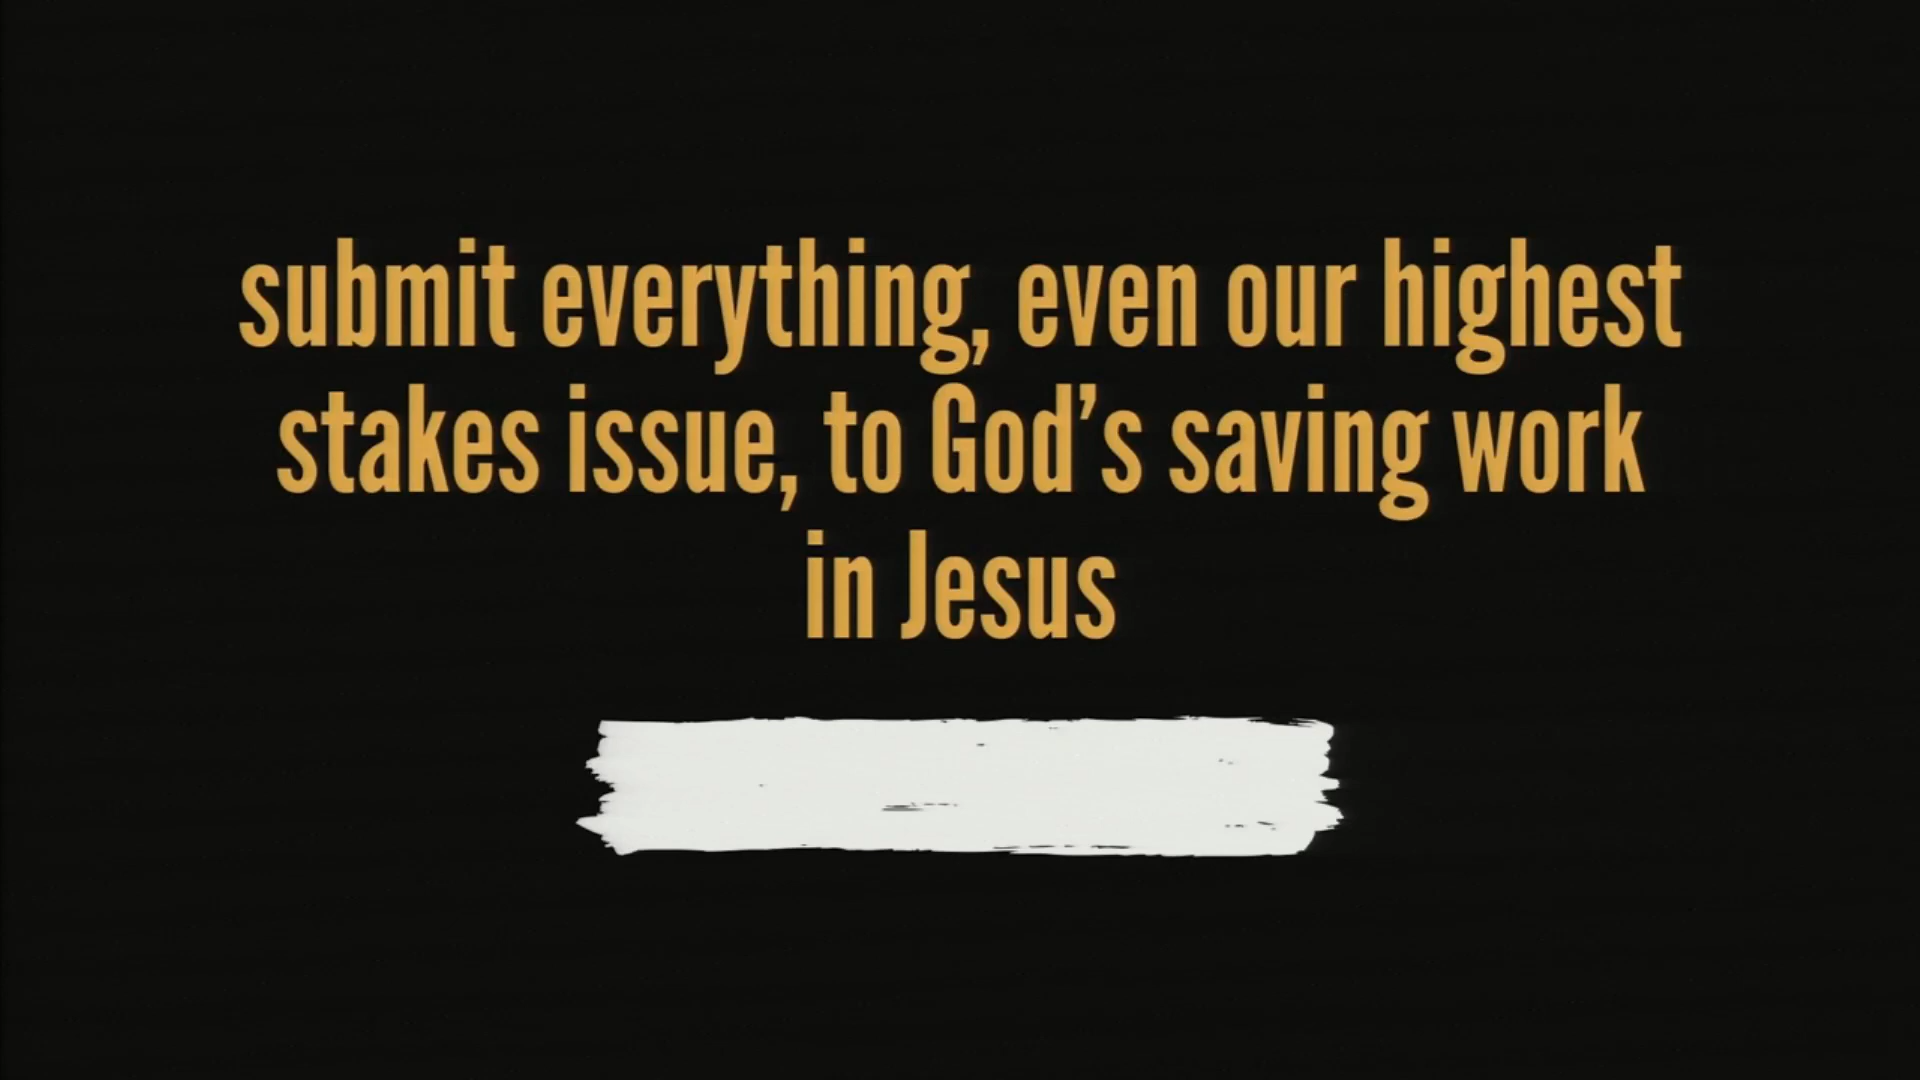 submit everything, even our highest
stakes issue, to God’s saving work
in Jesus